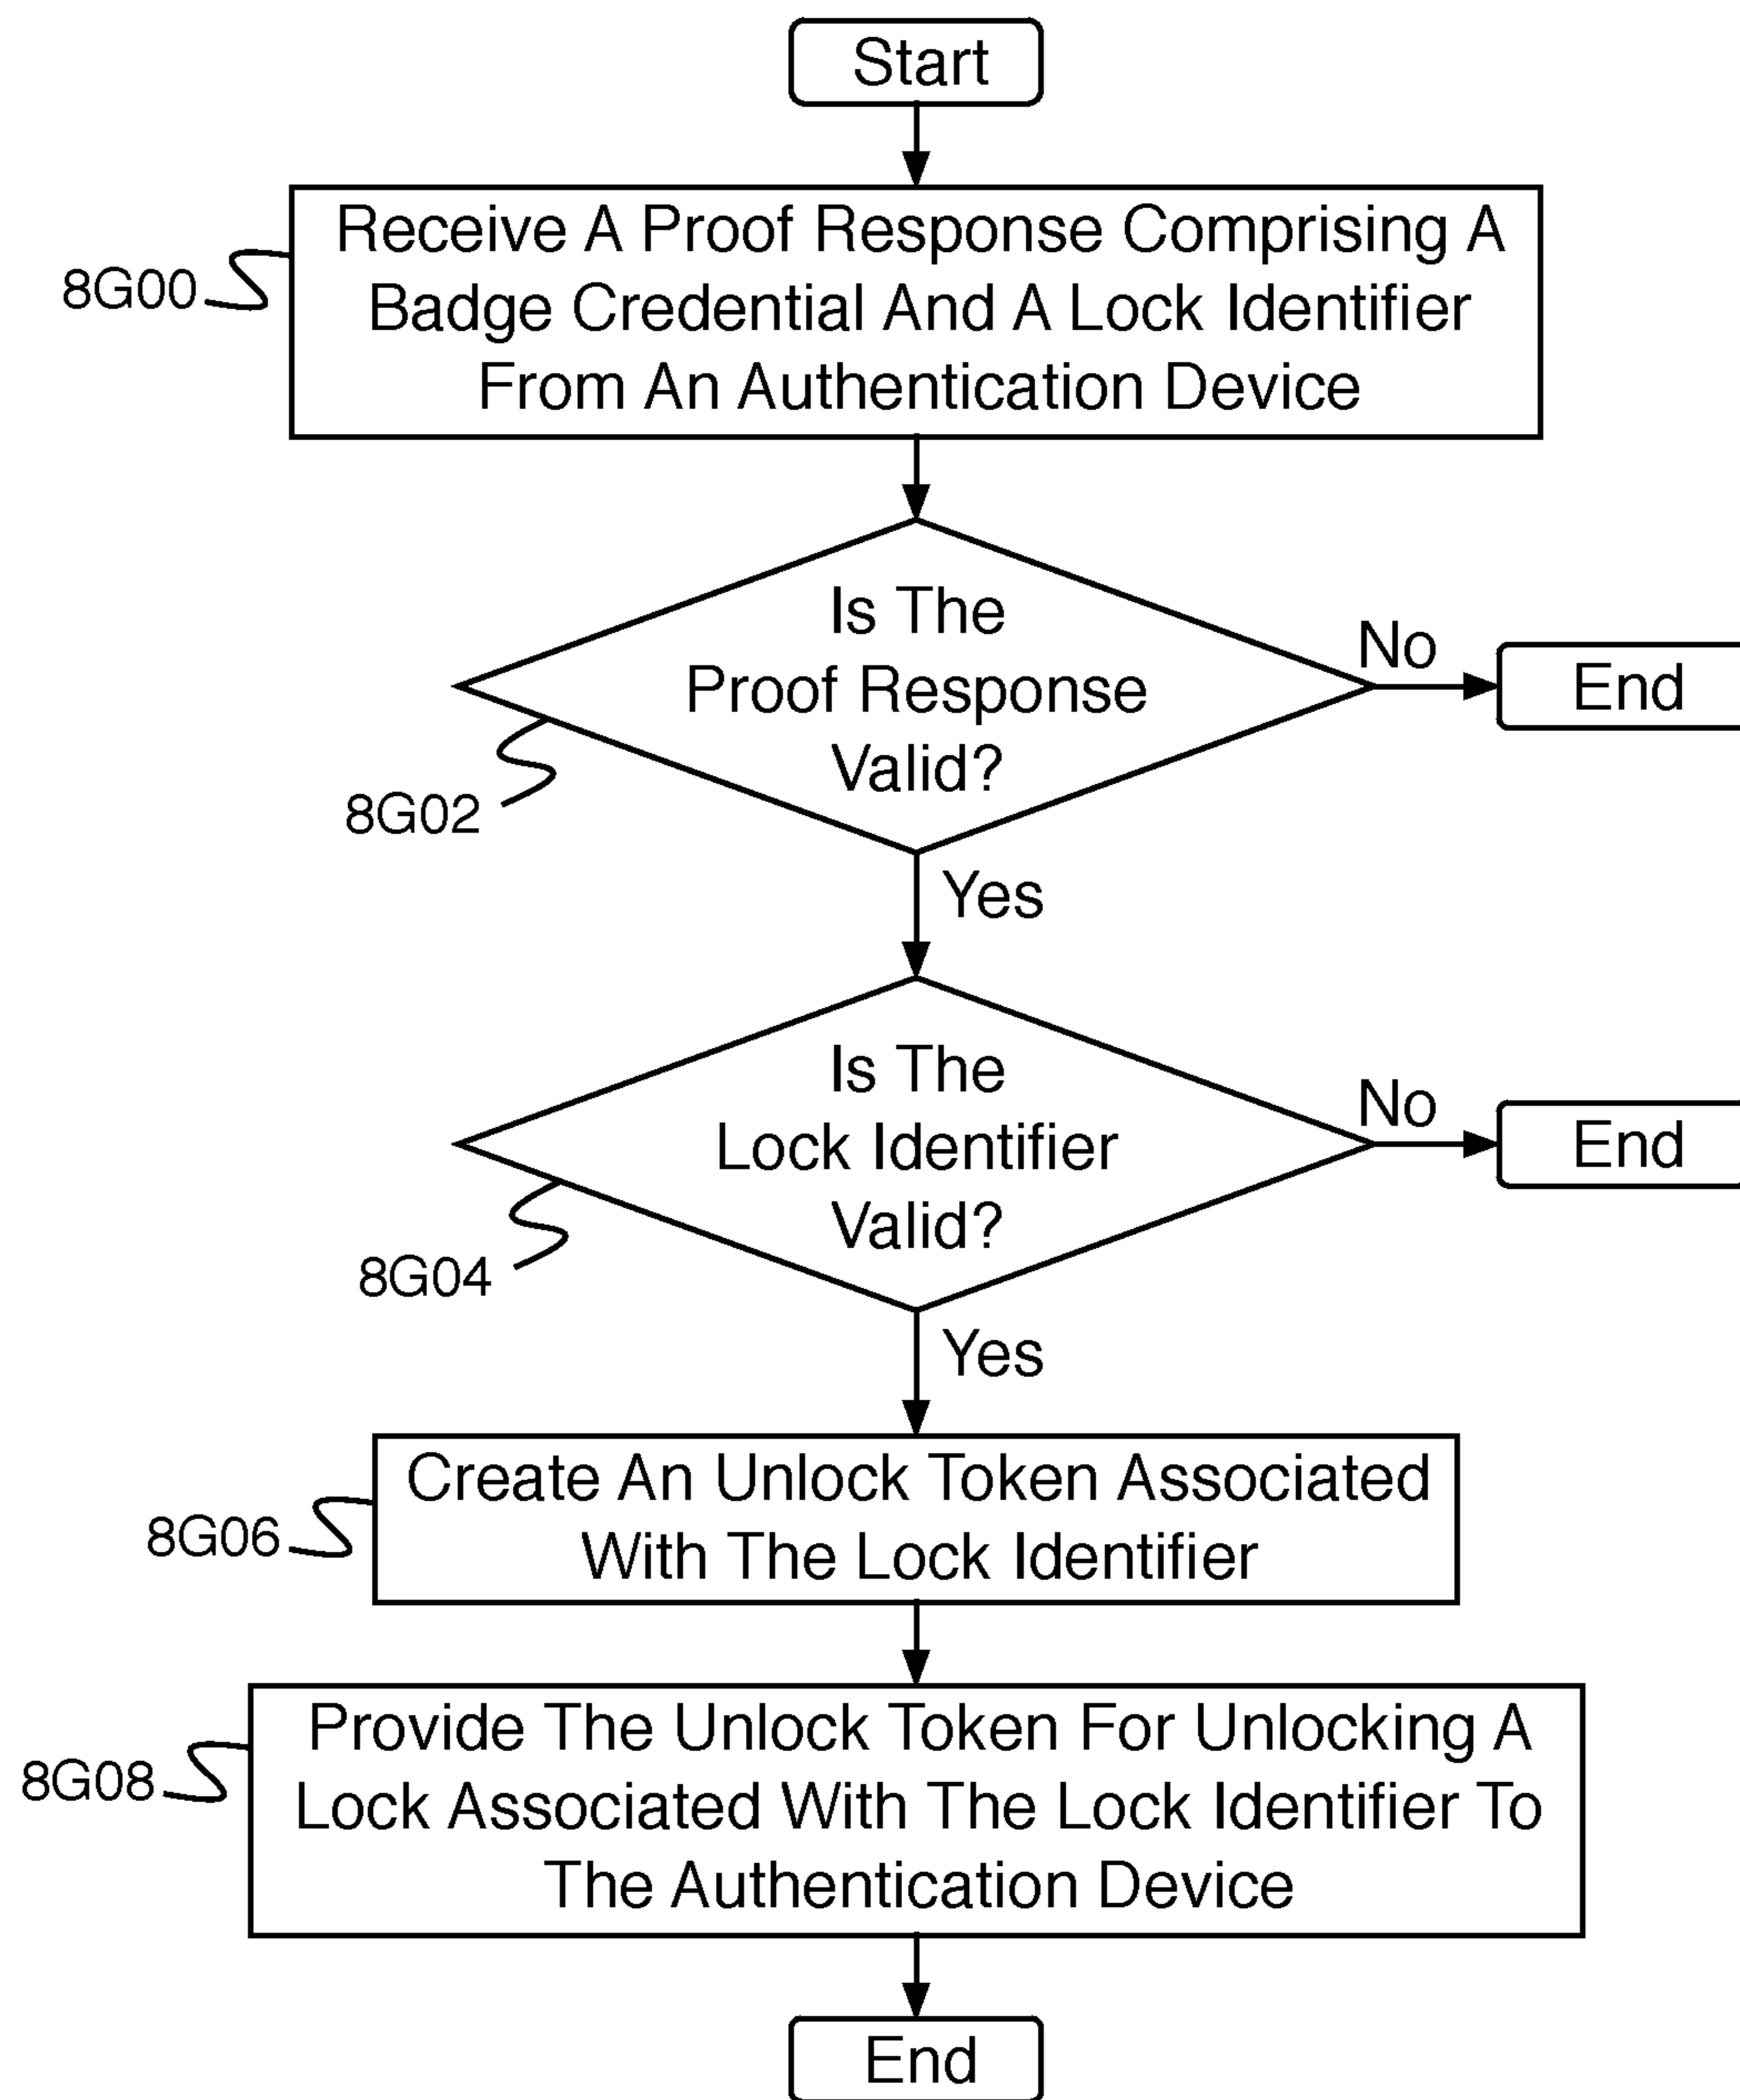 Start
8G00
Receive A Proof Response Comprising A
Badge Credential And A Lock Identifier
From An Authentication Device
Is The
Proof Response
Valid?
No
End
8G02
Yes
Is The
Lock Identifier
Valid?
No
End
8G04
Yes
Create An Unlock Token Associated
With The Lock Identifier
8G06
Provide The Unlock Token For Unlocking A
Lock Associated With The Lock Identifier To
The Authentication Device
8G08
End